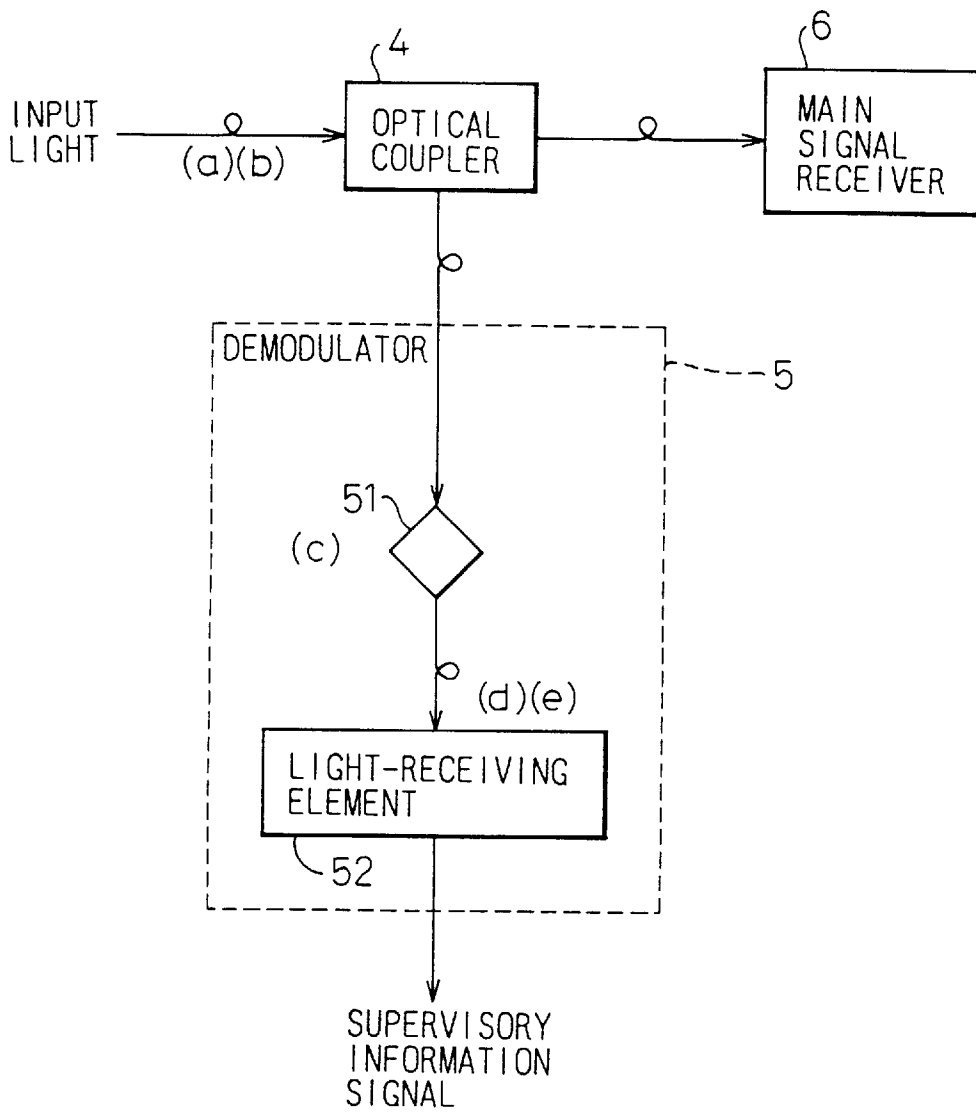 4
6
INPUT
LIGHT
(a)(b)
OPTICAL
COUPLER
MAIN
SIGNAL
RECEIVER
DEMODULATOR
5
51
(c)
(d)(e)
LIGHT-RECEIVING
ELEMENT
52
SUPERVISORY
INFORMATION
SIGNAL